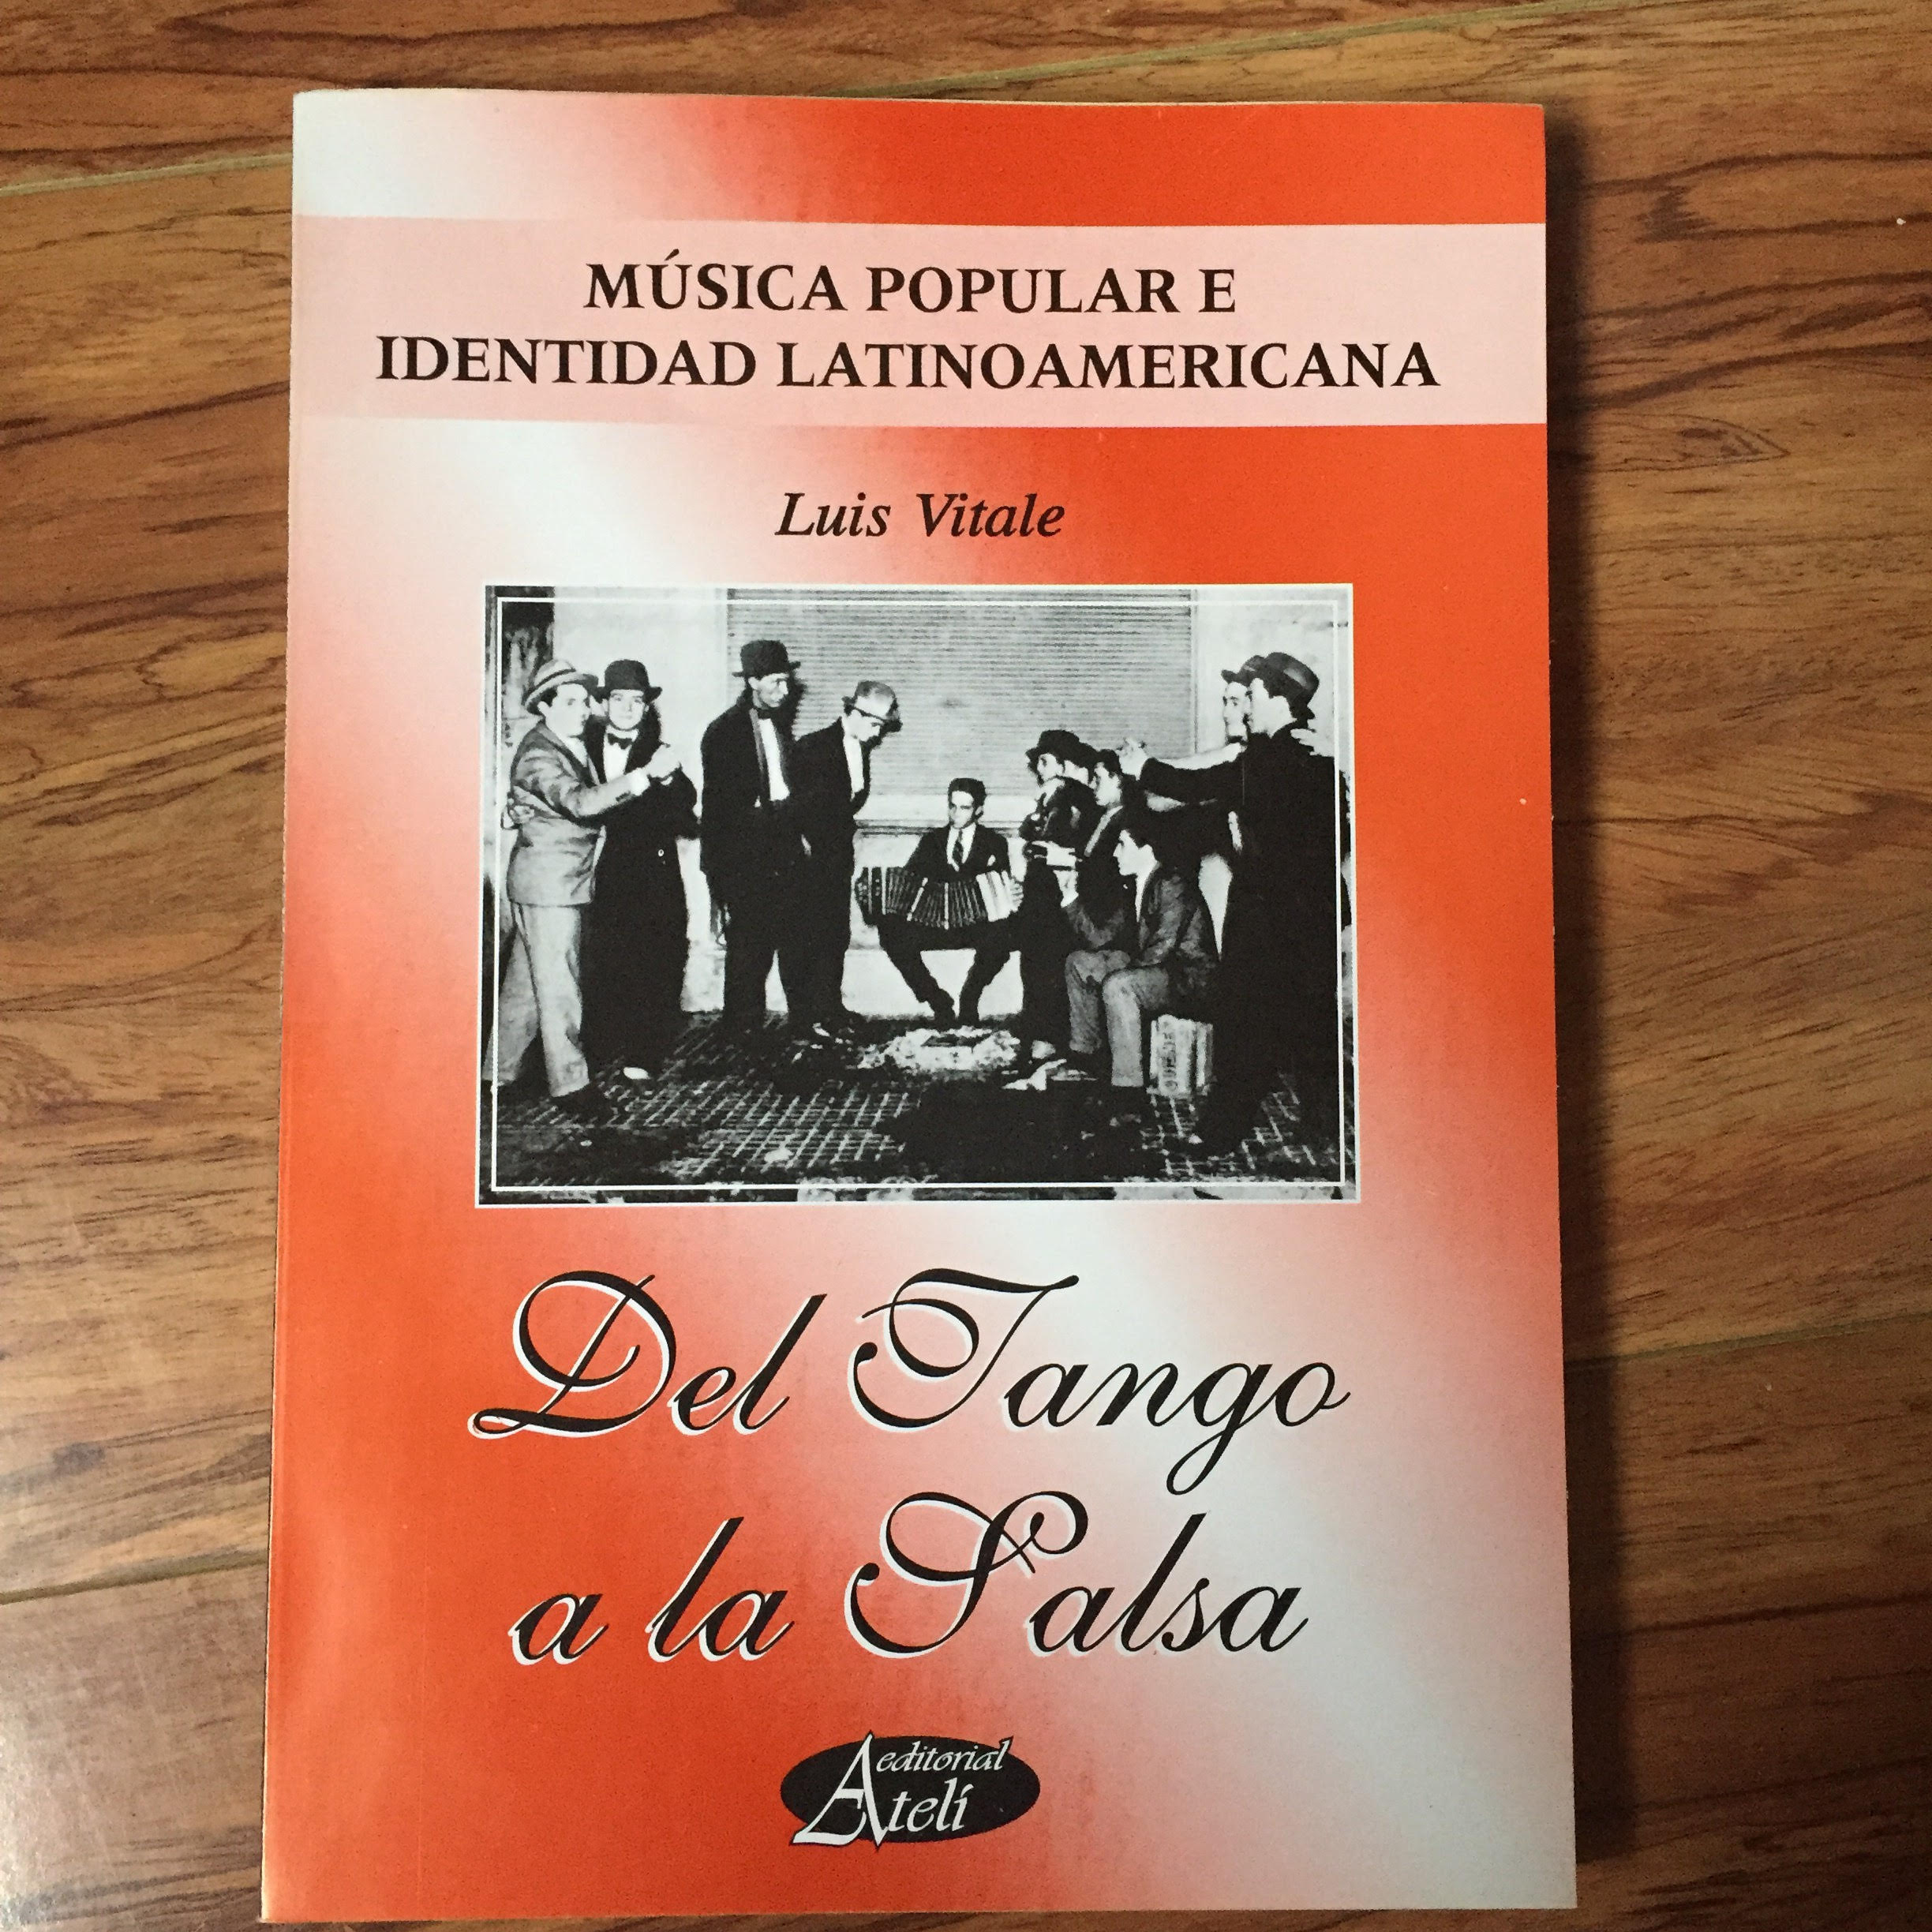 MÚSICA POPULAR E
IDENTIDAD LATINOAMERICANA
Luis Vitale
Del Tango
a la Salsa
editorial
Atelí